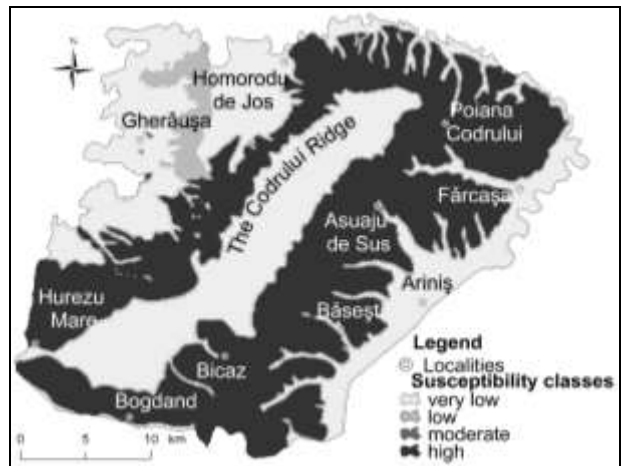 N
Homorodu
de Jos
Gherăuşa
Poiana
Codrului
The Codrului Ridge
Fărcaşa
Asuaju
de Sus
Ariniş
Hurezu
Mare
Băseşti
Bicaz
Bogdand
Legend
Localities
Susceptibility classes
very low
low
moderate
high
0 5 10 km